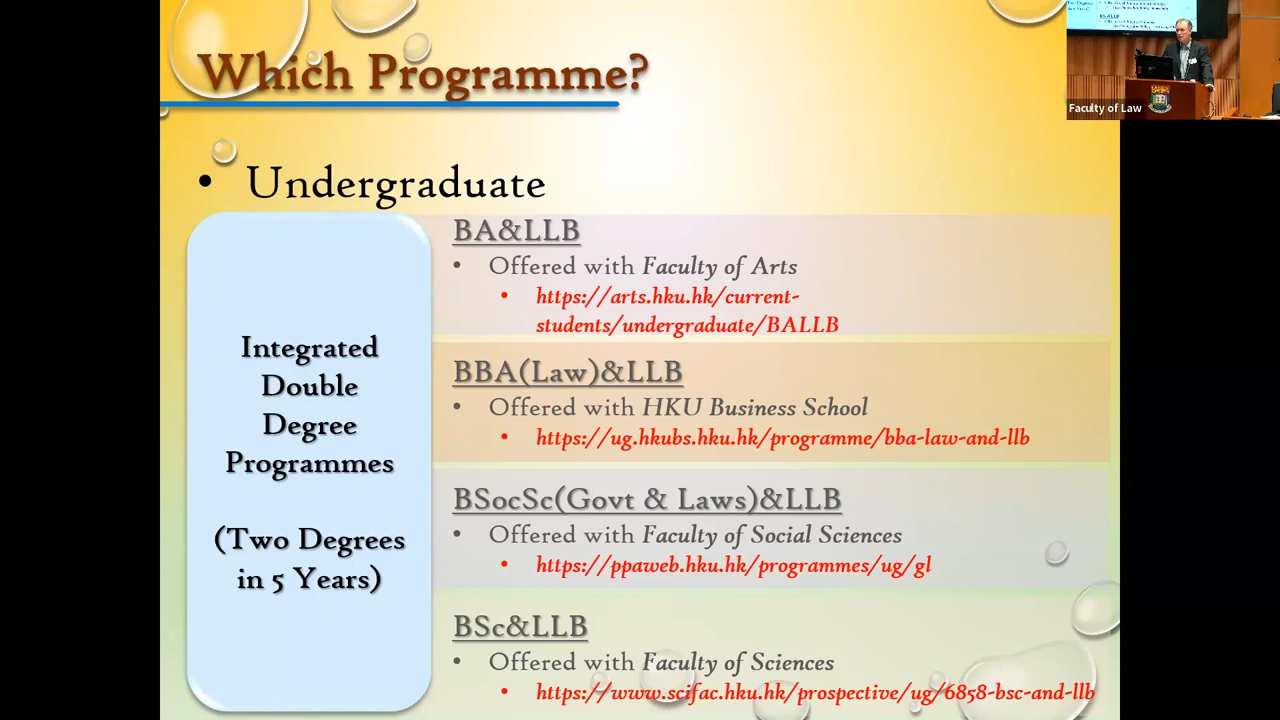 Which Programme?
Faculty of Law
• Undergraduate
Integrated
Double
Degree
Programmes
(Two Degrees
in 5 Years)
BA&LLB
• Offered with Faculty of Arts
• https://arts.hku.hk/current-
students/undergraduate/BALLB
BBA(Law)&LLB
• Offered with HKU Business School
• https://ug.hkubs.hku.hk/programme/bba-law-and-llb
BSocSc(Govt & Laws)&LLB
• Offered with Faculty of Social Sciences
• https://ppaweb.hku.hk/programmes/ug/gl
BSc&LLB
• Offered with Faculty of Sciences
• https://www.scifac.hku.hk/prospective/ug/6858-bsc-and-llb